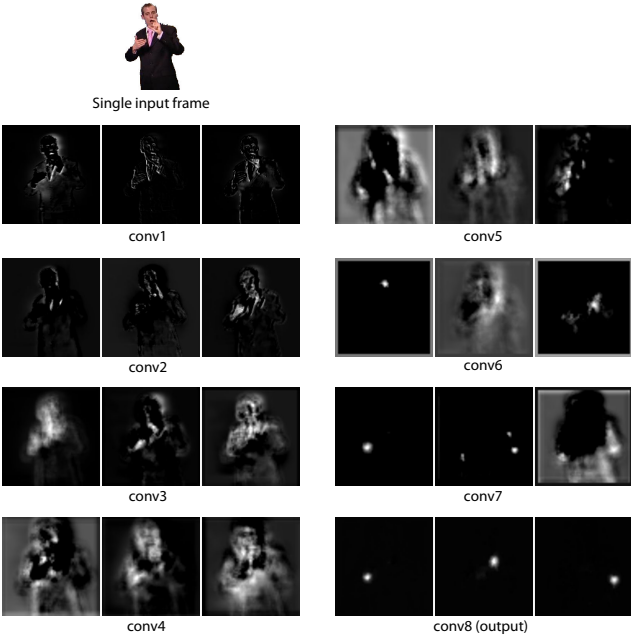 Single input frame
conv1
conv2
conv3
conv4
conv5
conv6
conv7
conv8 (output)